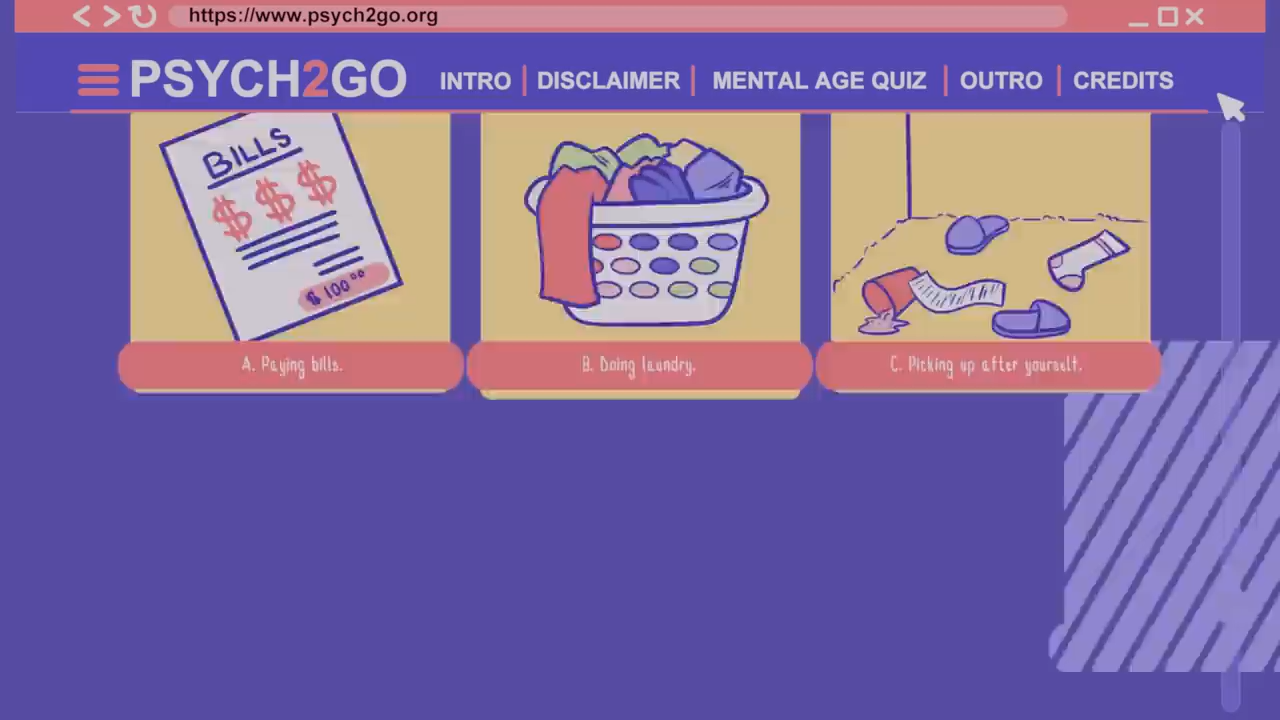 https://www.psych2go.org
PSYCH2GO INTRO DISCLAIMER MENTAL AGE QUIZ OUTRO CREDITS
BILLS
$ $ $
$ 100⁰⁰
A. Paying bills. B. Doing laundry. C. Picking up after yourself.